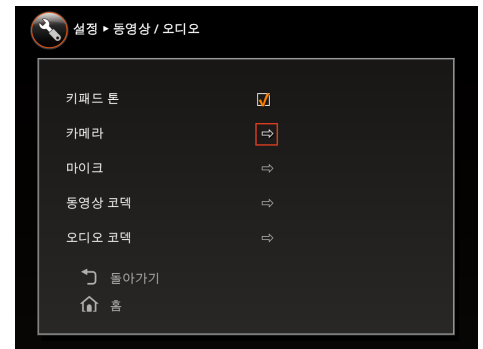 설정 ▸ 동영상 / 오디오
키패드 톤
카메라
마이크
동영상 코덱
오디오 코덱
돌아가기
홈